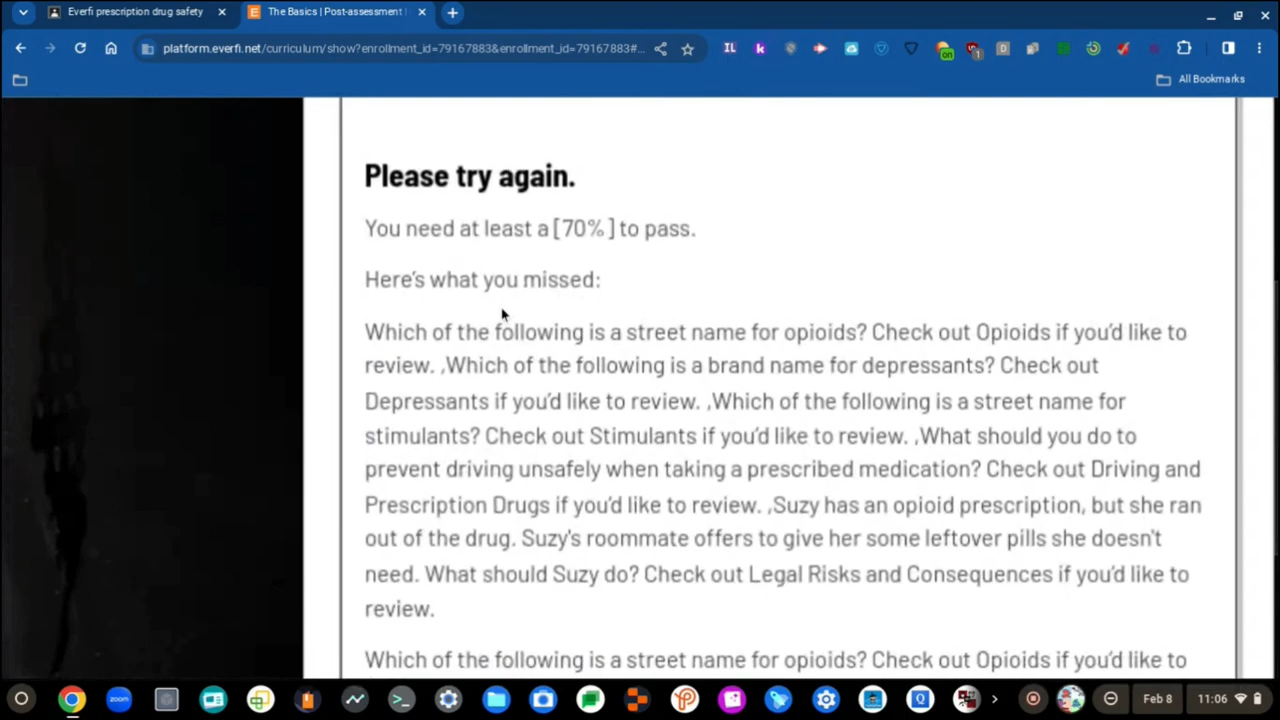 Everfi prescription drug safety
The Basics | Post-assessment
platform.everfi.net/curriculum/show?enrollment_id=79167883&enrollment_id=79167883#...
IL
k
on
1
D
All Bookmarks
Please try again.
You need at least a [70%] to pass.
Here's what you missed:
Which of the following is a street name for opioids? Check out Opioids if you'd like to
review. ,Which of the following is a brand name for depressants? Check out
Depressants if you'd like to review. ,Which of the following is a street name for
stimulants? Check out Stimulants if you'd like to review. ,What should you do to
prevent driving unsafely when taking a prescribed medication? Check out Driving and
Prescription Drugs if you'd like to review. ,Suzy has an opioid prescription, but she ran
out of the drug. Suzy's roommate offers to give her some leftover pills she doesn't
need. What should Suzy do? Check out Legal Risks and Consequences if you'd like to
review.
Which of the following is a street name for opioids? Check out Opioids if you'd like to
zoom
Q
Feb 8
11:06